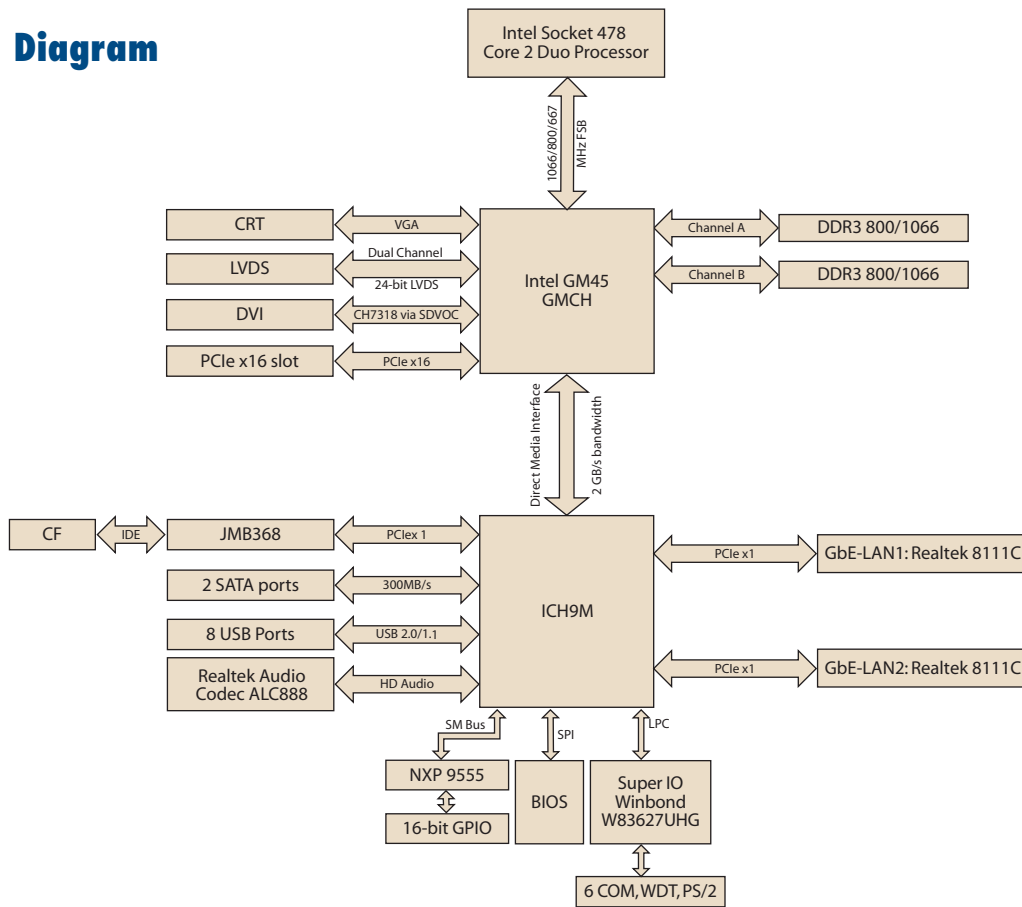 Diagram
Intel Socket 478
Core 2 Duo Processor
1066/800/667
MHz FSB
CRT
VGA
LVDS
Dual Channel
24-bit LVDS
DVI
CH7318 via SDVOC
PCIe x16 slot
PCIe x16
Intel GM45
GMCH
Channel A
DDR3 800/1066
Channel B
DDR3 800/1066
Direct Media Interface
2 GB/s bandwidth
CF
IDE
JMB368
PCIex 1
2 SATA ports
300MB/s
8 USB Ports
USB 2.0/1.1
Realtek Audio
Codec ALC888
HD Audio
ICH9M
PCIe x1
GbE-LAN1: Realtek 8111C
PCIe x1
GbE-LAN2: Realtek 8111C
SM Bus
SPI
LPC
NXP 9555
16-bit GPIO
BIOS
Super IO
Winbond
W83627UHG
6 COM, WDT, PS/2